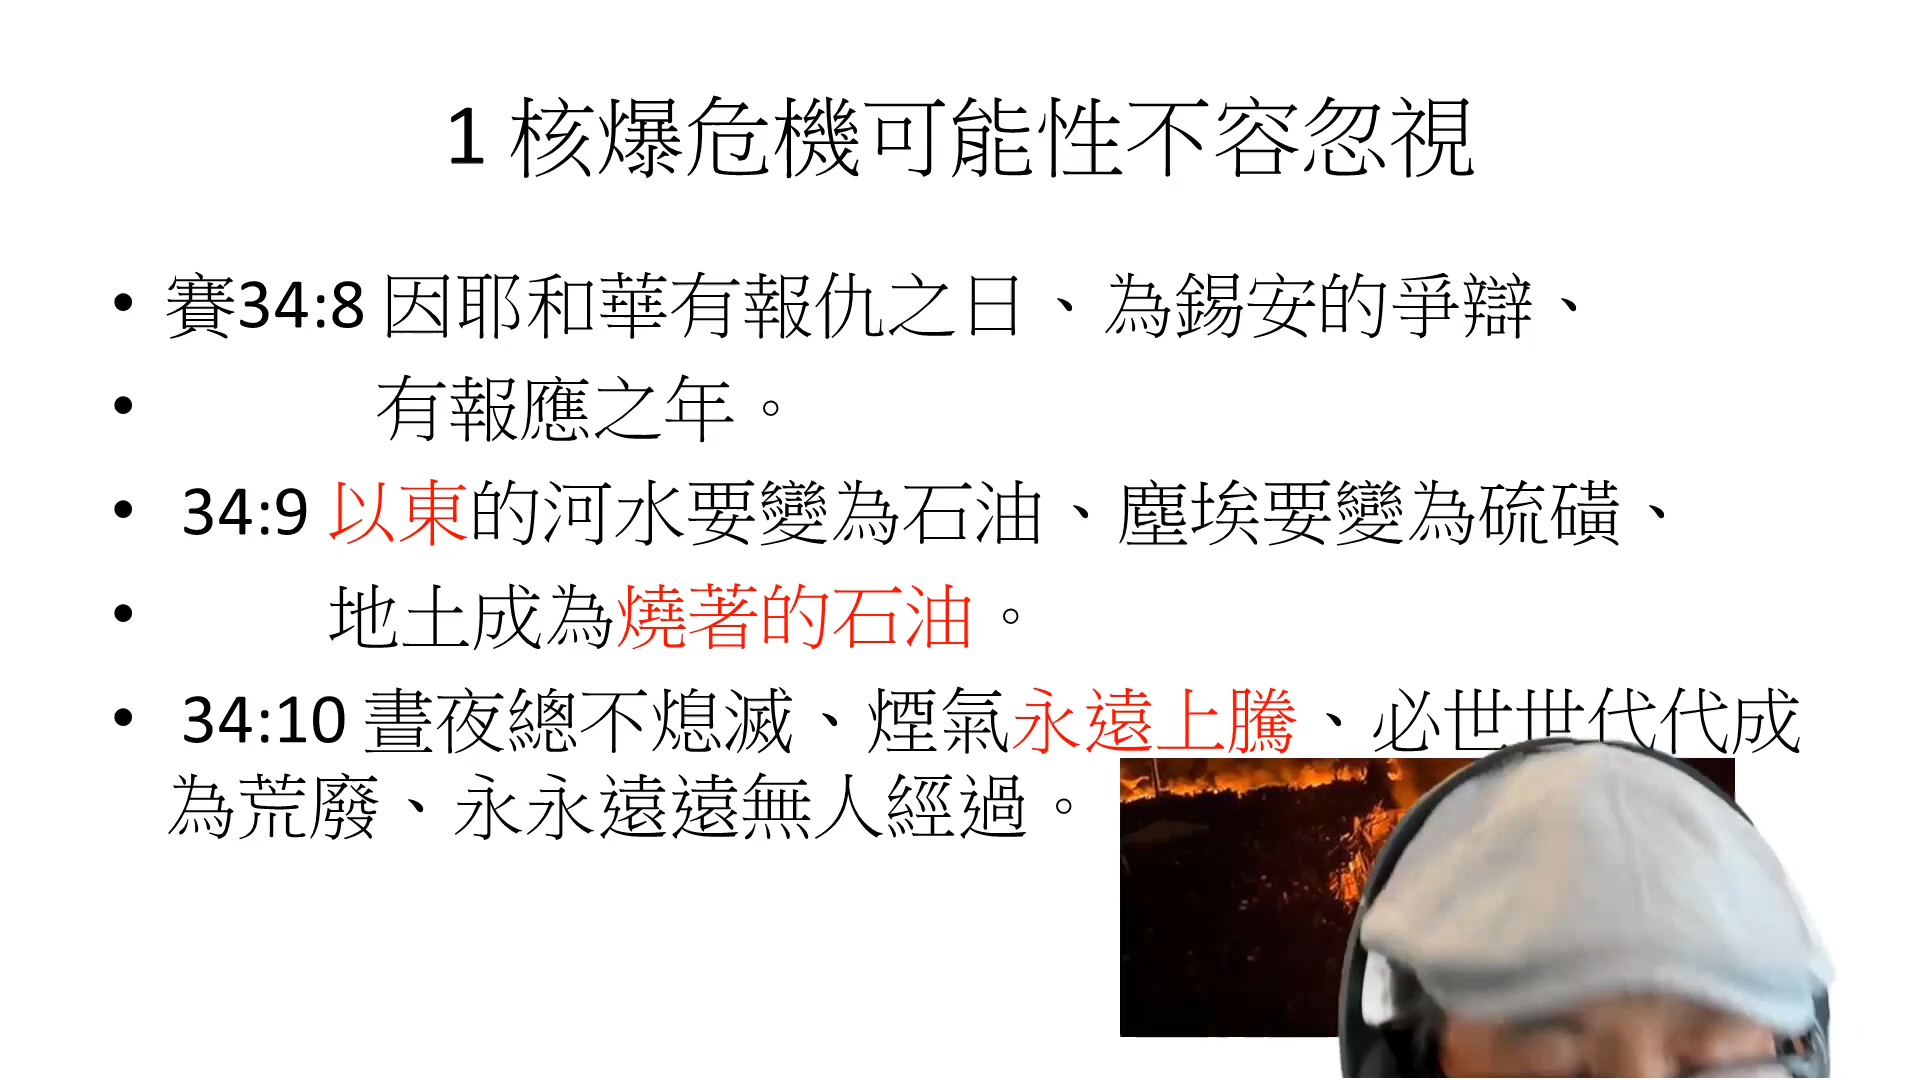 1 核爆危機可能性不容忽視
• 賽34:8 因耶和華有報仇之日、為錫安的爭辯、
• 有報應之年。
• 34:9 以東的河水要變為石油、塵埃要變為硫磺、
• 地土成為燒著的石油。
• 34:10 晝夜總不熄滅、煙氣永遠上騰、必世世代代成
為荒廢、永永遠遠無人經過。